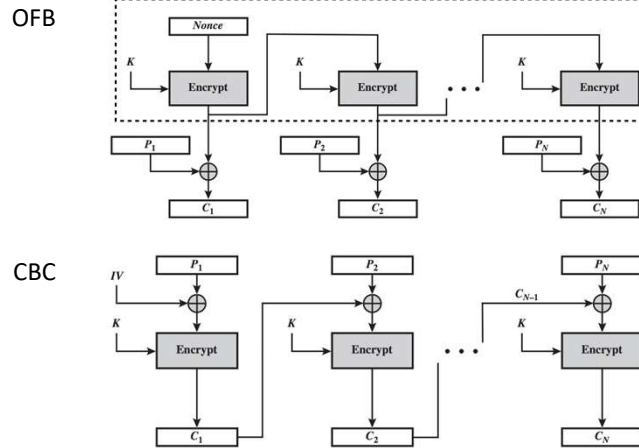 OFB
Nonce
K
K
K
Encrypt
Encrypt
Encrypt
P1
P2
PN
C1
C2
CN
CBC
IV
P1
P2
PN
CN–1
K
K
K
Encrypt
Encrypt
Encrypt
C1
C2
CN